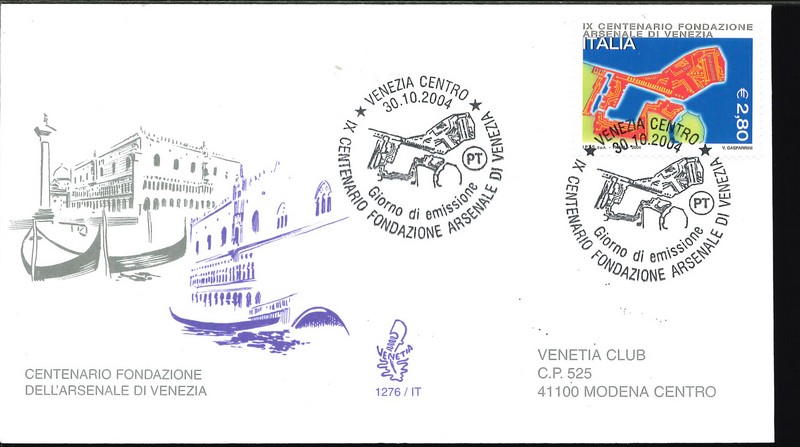 IX CENTENARIO FONDAZIONE
ARSENALE DI VENEZIA
ITALIA
€ 2,80
V. GASPARRINI
★ VENEZIA CENTRO ★
30.10.2004
PT
Giorno di emissione
IX CENTENARIO FONDAZIONE ARSENALE DI VENEZIA
★ VENEZIA CENTRO ★
30.10.2004
PT
Giorno di emissione
IX CENTENARIO FONDAZIONE ARSENALE DI VENEZIA
VENETIA
1276 / IT
CENTENARIO FONDAZIONE
DELL'ARSENALE DI VENEZIA
VENETIA CLUB
C.P. 525
41100 MODENA CENTRO